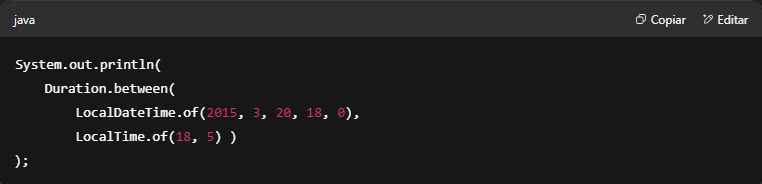 java Copiar Editar
System.out.println(
Duration.between(
LocalDateTime.of(2015, 3, 20, 18, 0),
LocalTime.of(18, 5) )
);